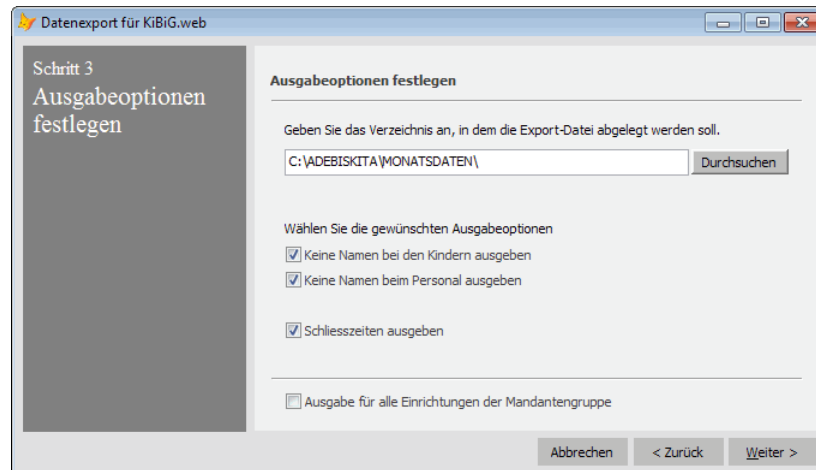 Datenexport für KiBiG.web
Schritt 3
Ausgabeoptionen
festlegen
Ausgabeoptionen festlegen
Geben Sie das Verzeichnis an, in dem die Export-Datei abgelegt werden soll.
C:\ADEBISKITA\MONATSDATEN\
Durchsuchen
Wählen Sie die gewünschten Ausgabeoptionen
Keine Namen bei den Kindern ausgeben
Keine Namen beim Personal ausgeben
Schliesszeiten ausgeben
Ausgabe für alle Einrichtungen der Mandantengruppe
Abbrechen < Zurück Weiter >